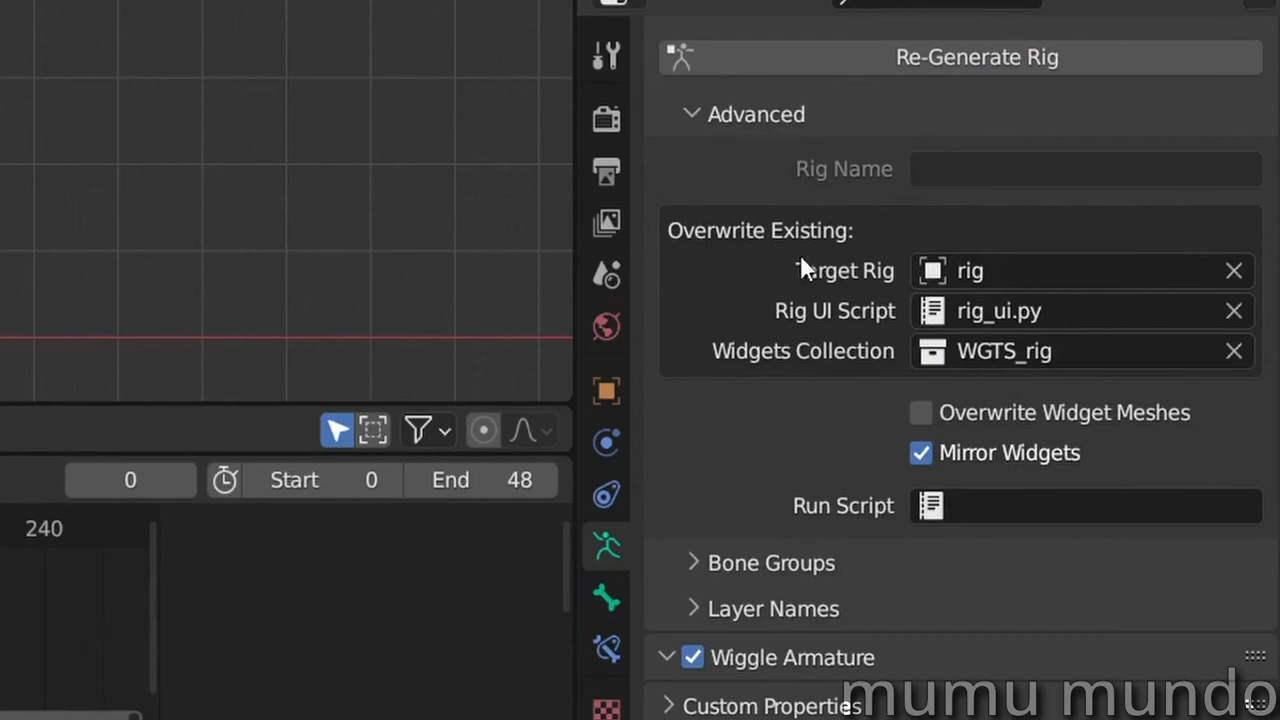 Re-Generate Rig
Advanced
Rig Name
Overwrite Existing:
Target Rig rig
Rig UI Script rig_ui.py
Widgets Collection WGTS_rig
Overwrite Widget Meshes
Mirror Widgets
0 Start 0 End 48
Run Script
240
Bone Groups
Layer Names
Wiggle Armature
Custom Properties
mumu mundo